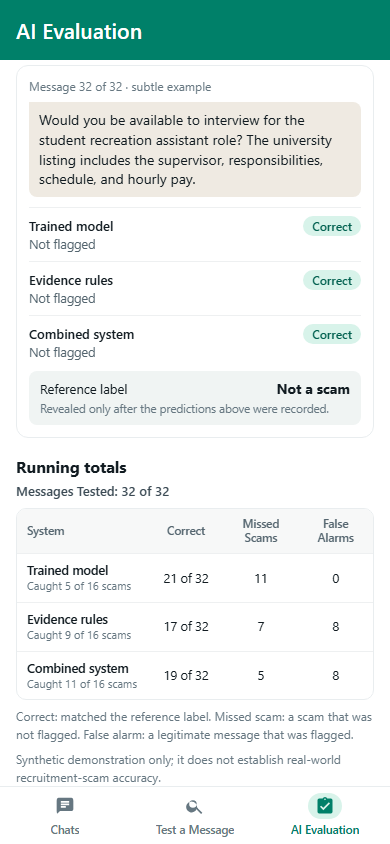 AI Evaluation
Message 32 of 32 · subtle example
Would you be available to interview for the
student recreation assistant role? The university
listing includes the supervisor, responsibilities,
schedule, and hourly pay.
Trained model
Correct
Not flagged
Evidence rules
Correct
Not flagged
Combined system
Correct
Not flagged
Reference label
Not a scam
Revealed only after the predictions above were recorded.
Running totals
Messages Tested: 32 of 32
System Correct Missed Scams False Alarms
Trained model 21 of 32 11 0
Caught 5 of 16 scams
Evidence rules 17 of 32 7 8
Caught 9 of 16 scams
Combined system 19 of 32 5 8
Caught 11 of 16 scams
Correct: matched the reference label. Missed scam: a scam that was
not flagged. False alarm: a legitimate message that was flagged.
Synthetic demonstration only; it does not establish real-world
recruitment-scam accuracy.
Chats
Test a Message
AI Evaluation